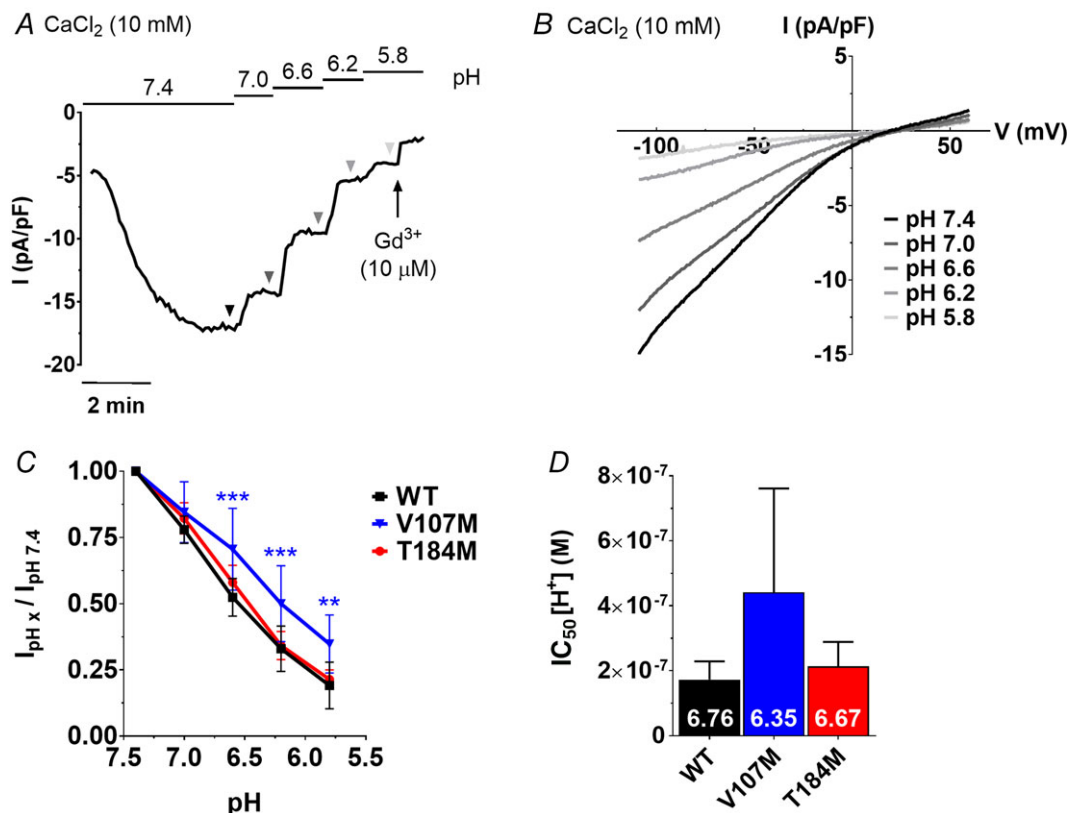 A CaCl₂ (10 mM)
7.4 7.0 6.6 6.2 5.8 pH
0
-5
-10
-15
-20
I (pA/pF)
Gd³⁺
(10 μM)
2 min
B CaCl₂ (10 mM) I (pA/pF)
5
-100 -50 0 50 V (mV)
-5
-10
-15
pH 7.4
pH 7.0
pH 6.6
pH 6.2
pH 5.8
C
1.00
0.75
0.50
0.25
0.00
I pH x / I pH 7.4
*** *** **
WT
V107M
T184M
7.5 7.0 6.5 6.0 5.5
pH
D
8×10⁻⁷
6×10⁻⁷
4×10⁻⁷
2×10⁻⁷
0
IC₅₀ [H⁺] (M)
6.76 6.35 6.67
WT V107M T184M